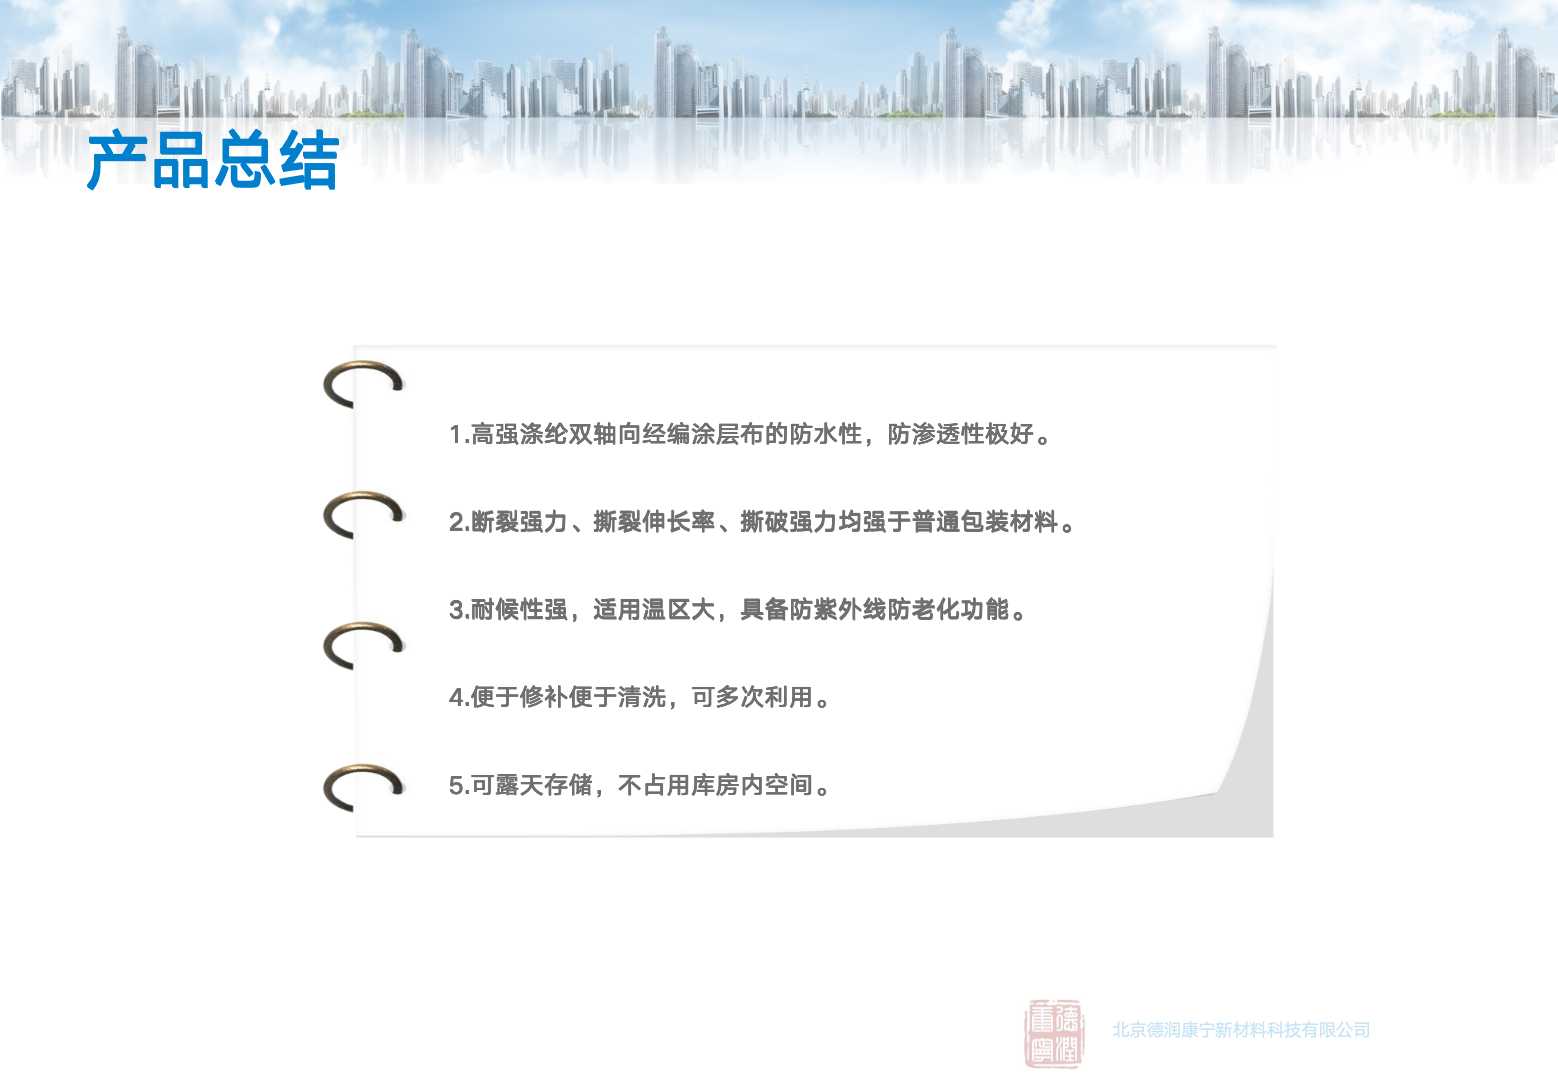 产品总结
1.高强涤纶双轴向经编涂层布的防水性，防渗透性极好。
2.断裂强力、撕裂伸长率、撕破强力均强于普通包装材料。
3.耐候性强，适用温区大，具备防紫外线防老化功能。
4.便于修补便于清洗，可多次利用。
5.可露天存储，不占用库房内空间。
北京德润康宁新材料科技有限公司